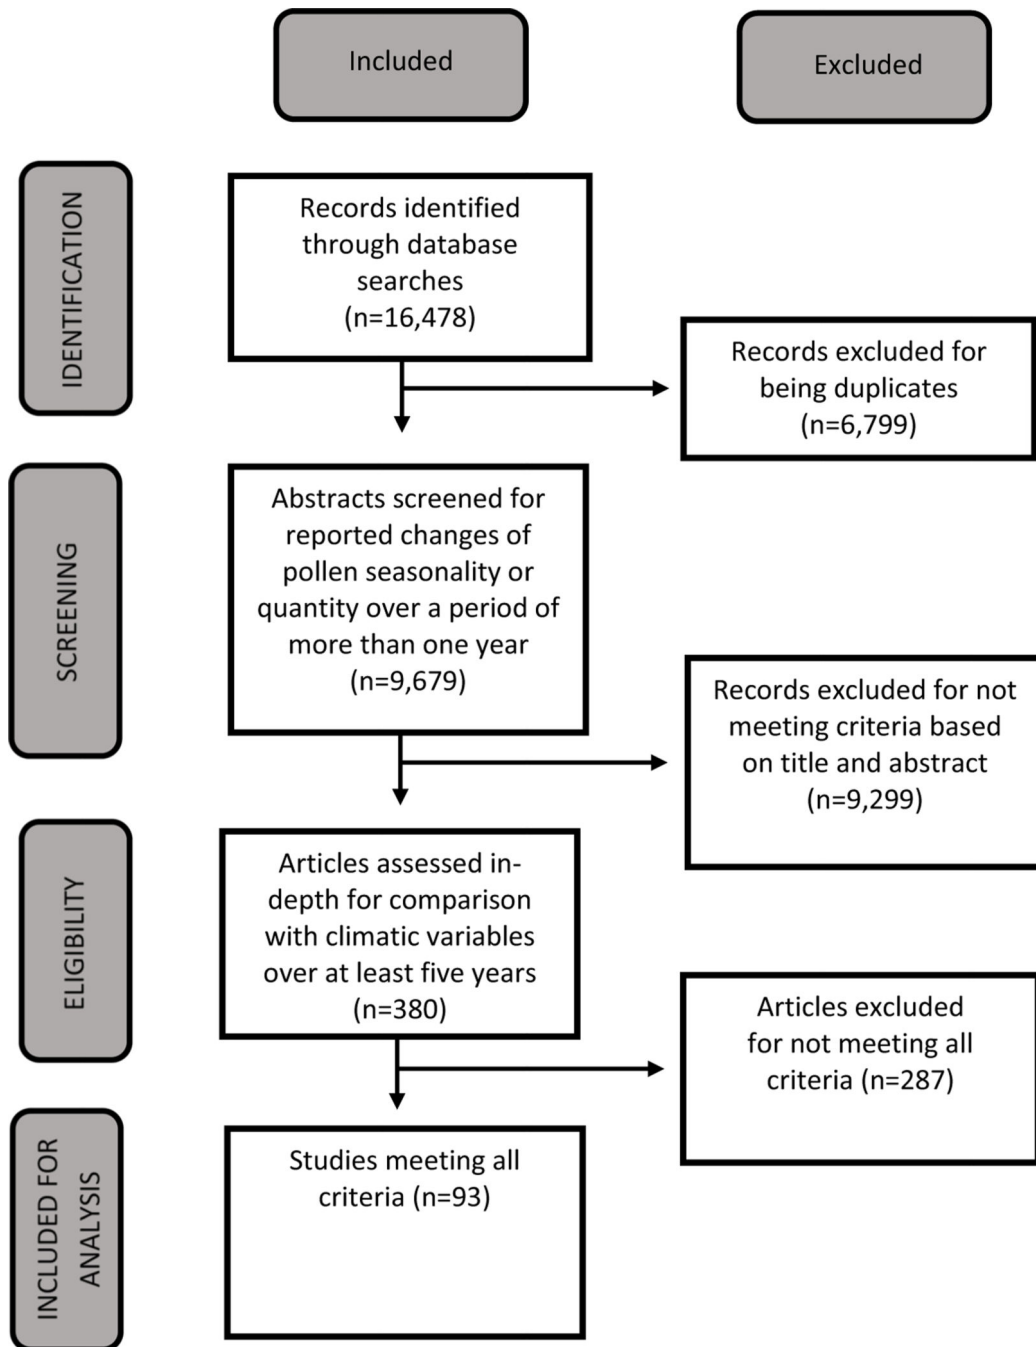 Included
Excluded
IDENTIFICATION
Records identified
through database
searches
(n=16,478)
Records excluded for
being duplicates
(n=6,799)
SCREENING
Abstracts screened for
reported changes of
pollen seasonality or
quantity over a period of
more than one year
(n=9,679)
Records excluded for not
meeting criteria based
on title and abstract
(n=9,299)
ELIGIBILITY
Articles assessed in-
depth for comparison
with climatic variables
over at least five years
(n=380)
Articles excluded
for not meeting all
criteria (n=287)
INCLUDED FOR
ANALYSIS
Studies meeting all
criteria (n=93)